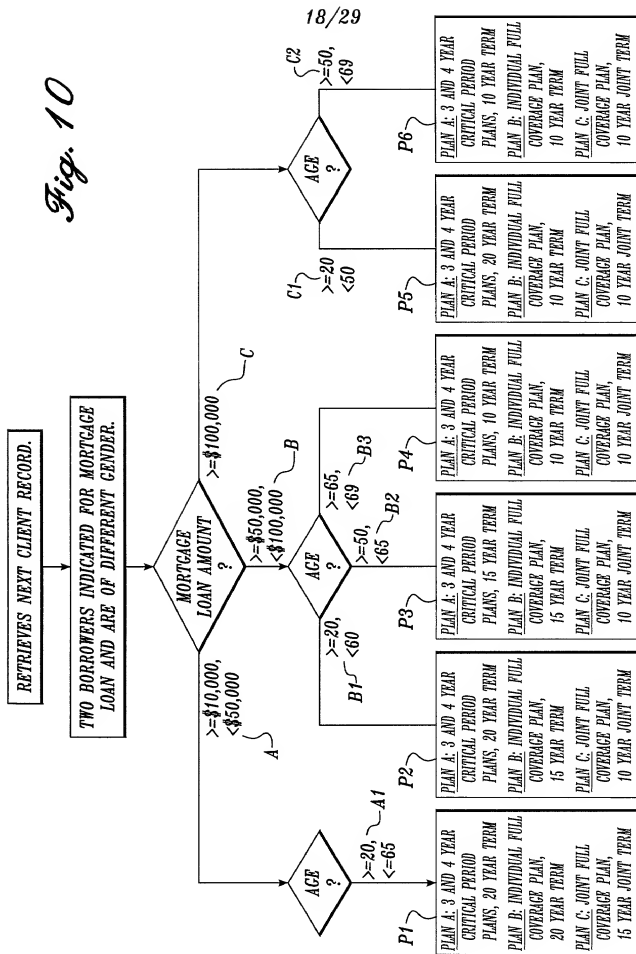 18/29
Fig. 10
RETRIEVES NEXT CLIENT RECORD.
TWO BORROWERS INDICATED FOR MORTGAGE
LOAN AND ARE OF DIFFERENT GENDER.
MORTGAGE
LOAN AMOUNT
?
>=$10,000,
<$50,000
A
>=$50,000,
<$100,000
B
>=$100,000
C
AGE
?
>=20,
<=65
A1
AGE
?
>=20,
<60
B1
>=50,
<65
B2
>=65,
<69
B3
AGE
?
C1
>=20
<50
C2
>=50,
<69
P1
PLAN A: 3 AND 4 YEAR
CRITICAL PERIOD
PLANS, 20 YEAR TERM
PLAN B: INDIVIDUAL FULL
COVERAGE PLAN,
20 YEAR TERM
PLAN C: JOINT FULL
COVERAGE PLAN,
15 YEAR JOINT TERM
P2
PLAN A: 3 AND 4 YEAR
CRITICAL PERIOD
PLANS, 20 YEAR TERM
PLAN B: INDIVIDUAL FULL
COVERAGE PLAN,
15 YEAR TERM
PLAN C: JOINT FULL
COVERAGE PLAN,
10 YEAR JOINT TERM
P3
PLAN A: 3 AND 4 YEAR
CRITICAL PERIOD
PLANS, 15 YEAR TERM
PLAN B: INDIVIDUAL FULL
COVERAGE PLAN,
15 YEAR TERM
PLAN C: JOINT FULL
COVERAGE PLAN,
10 YEAR JOINT TERM
P4
PLAN A: 3 AND 4 YEAR
CRITICAL PERIOD
PLANS, 10 YEAR TERM
PLAN B: INDIVIDUAL FULL
COVERAGE PLAN,
10 YEAR TERM
PLAN C: JOINT FULL
COVERAGE PLAN,
10 YEAR JOINT TERM
P5
PLAN A: 3 AND 4 YEAR
CRITICAL PERIOD
PLANS, 20 YEAR TERM
PLAN B: INDIVIDUAL FULL
COVERAGE PLAN,
10 YEAR TERM
PLAN C: JOINT FULL
COVERAGE PLAN,
10 YEAR JOINT TERM
P6
PLAN A: 3 AND 4 YEAR
CRITICAL PERIOD
PLANS, 10 YEAR TERM
PLAN B: INDIVIDUAL FULL
COVERAGE PLAN,
10 YEAR TERM
PLAN C: JOINT FULL
COVERAGE PLAN,
10 YEAR JOINT TERM